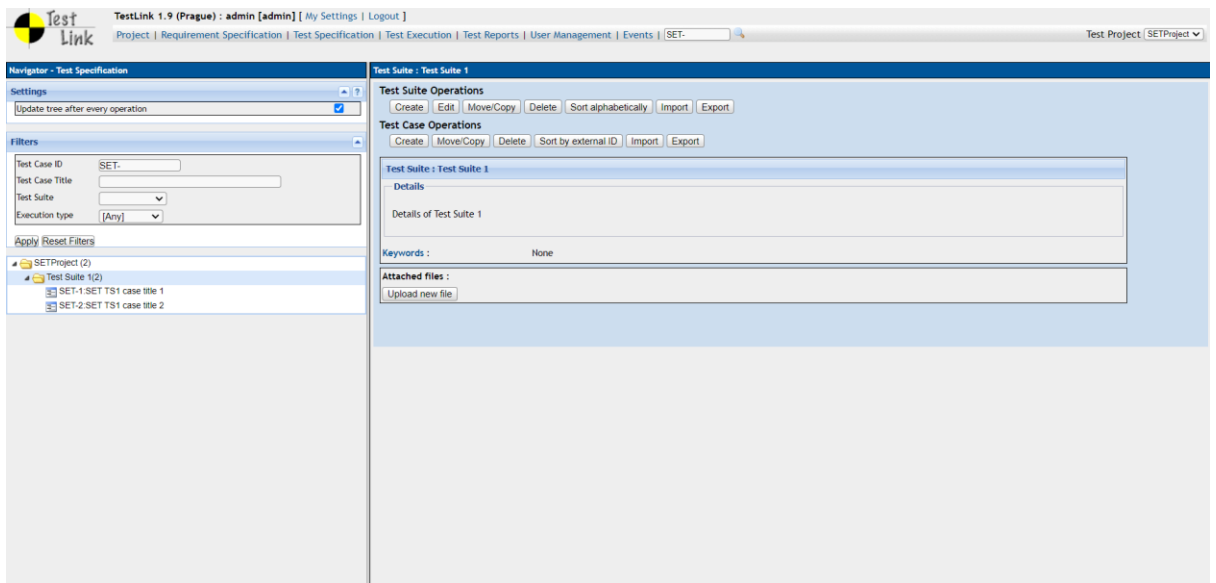 Test Link
TestLink 1.9 (Prague) : admin [admin] [ My Settings | Logout ]
Project | Requirement Specification | Test Specification | Test Execution | Test Reports | User Management | Events | SET-
Test Project SETProject
Navigator - Test Specification
Settings ?
Update tree after every operation
Filters
Test Case ID SET-
Test Case Title
Test Suite
Execution type [Any]
Apply Reset Filters
SETProject (2)
Test Suite 1(2)
SET-1:SET TS1 case title 1
SET-2:SET TS1 case title 2
Test Suite : Test Suite 1
Test Suite Operations
Create Edit Move/Copy Delete Sort alphabetically Import Export
Test Case Operations
Create Move/Copy Delete Sort by external ID Import Export
Test Suite : Test Suite 1
Details
Details of Test Suite 1
Keywords : None
Attached files :
Upload new file